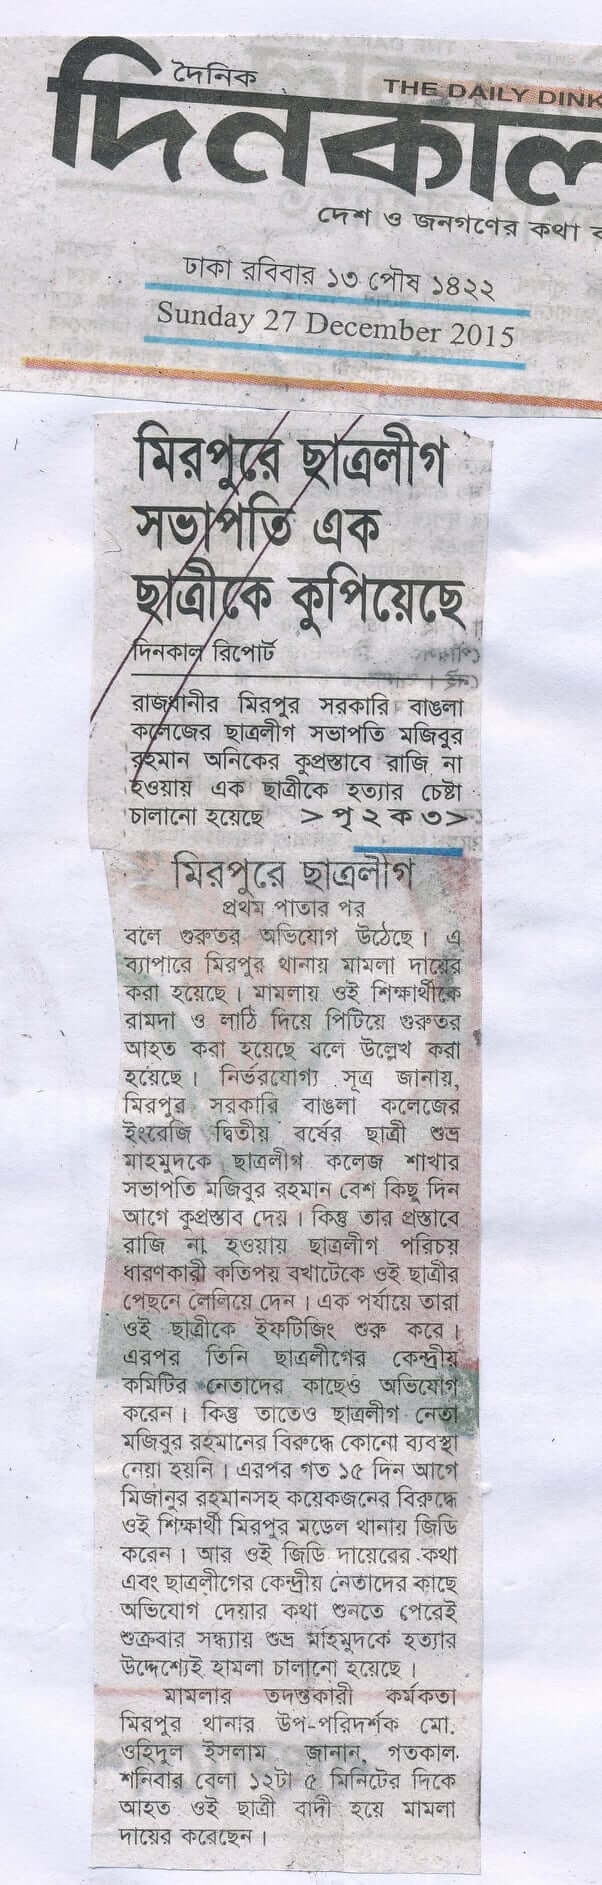 দৈনিক
THE DAILY DINK
দিনকাল
দেশ ও জনগণের কথা ব
ঢাকা রবিবার ১৩ পৌষ ১৪২২
Sunday 27 December 2015
মিরপুরে ছাত্রলীগ
সভাপতি এক
ছাত্রীকে কুপিয়েছে
দিনকাল রিপোর্ট
রাজধানীর মিরপুর সরকারি বাঙলা
কলেজের ছাত্রলীগ সভাপতি মজিবুর
রহমান অনিকের কুপ্রস্তাবে রাজি না
হওয়ায় এক ছাত্রীকে হত্যার চেষ্টা
চালানো হয়েছে >পৃ ২ ক ৩>
মিরপুরে ছাত্রলীগ
প্রথম পাতার পর
বলে গুরুতর অভিযোগ উঠেছে। এ
ব্যাপারে মিরপুর থানায় মামলা দায়ের
করা হয়েছে। মামলায় ওই শিক্ষার্থীকে
রামদা ও লাঠি দিয়ে পিটিয়ে গুরুতর
আহত করা হয়েছে বলে উল্লেখ করা
হয়েছে। নির্ভরযোগ্য সূত্র জানায়,
মিরপুর সরকারি বাঙলা কলেজের
ইংরেজি দ্বিতীয় বর্ষের ছাত্রী শুভ্র
মাহমুদকে ছাত্রলীগ কলেজ শাখার
সভাপতি মজিবুর রহমান বেশ কিছু দিন
আগে কুপ্রস্তাব দেয়। কিন্তু তার প্রস্তাবে
রাজি না হওয়ায় ছাত্রলীগ পরিচয়
ধারণকারী কতিপয় বখাটেকে ওই ছাত্রীর
পেছনে লেলিয়ে দেন। এক পর্যায়ে তারা
ওই ছাত্রীকে ইফটিজিং শুরু করে।
এরপর তিনি ছাত্রলীগের কেন্দ্রীয়
কমিটির নেতাদের কাছেও অভিযোগ
করেন। কিন্তু তাতেও ছাত্রলীগ নেতা
মজিবুর রহমানের বিরুদ্ধে কোনো ব্যবস্থা
নেয়া হয়নি। এরপর গত ১৫ দিন আগে
মিজানুর রহমানসহ কয়েকজনের বিরুদ্ধে
ওই শিক্ষার্থী মিরপুর মডেল থানায় জিডি
করেন। আর ওই জিডি দায়েরের কথা
এবং ছাত্রলীগের কেন্দ্রীয় নেতাদের কাছে
অভিযোগ দেয়ার কথা শুনতে পেরেই
শুক্রবার সন্ধ্যায় শুভ্র মাহমুদকে হত্যার
উদ্দেশ্যেই হামলা চালানো হয়েছে।
মামলার তদন্তকারী কর্মকতা
মিরপুর থানার উপ-পরিদর্শক মো.
ওহিদুল ইসলাম জানান, গতকাল
শনিবার বেলা ১২টা ৫ মিনিটের দিকে
আহত ওই ছাত্রী বাদী হয়ে মামলা
দায়ের করেছেন।